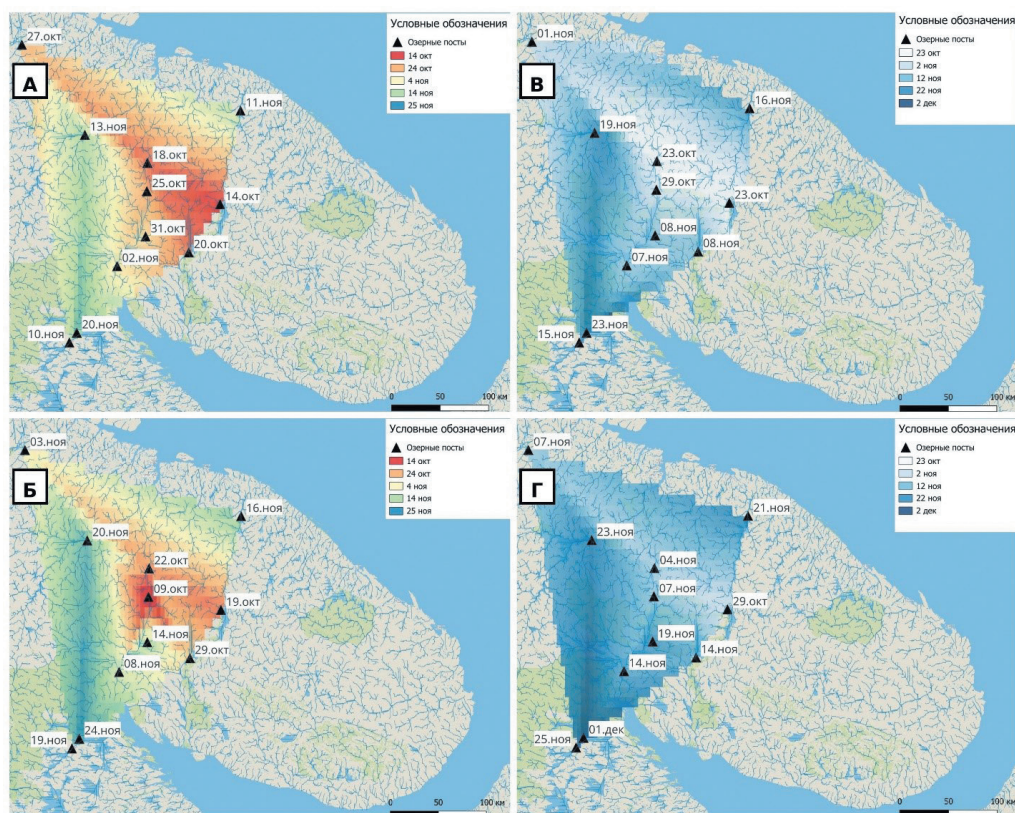 27.окт
А
13.ноя
11.ноя
18.окт
25.окт
14.окт
31.окт
20.окт
02.ноя
20.ноя
10.ноя
Условные обозначения
Озерные посты
14 окт
24 окт
4 ноя
14 ноя
25 ноя
0 50 100 км
01.ноя
В
19.ноя
16.ноя
23.окт
29.окт
23.окт
08.ноя
08.ноя
07.ноя
23.ноя
15.ноя
Условные обозначения
Озерные посты
23 окт
2 ноя
12 ноя
22 ноя
2 дек
0 50 100 км
03.ноя
Б
20.ноя
16.ноя
22.окт
09.окт
19.окт
14.ноя
29.окт
08.ноя
24.ноя
19.ноя
Условные обозначения
Озерные посты
14 окт
24 окт
4 ноя
14 ноя
25 ноя
0 50 100 км
07.ноя
Г
23.ноя
21.ноя
04.ноя
07.ноя
29.окт
19.ноя
14.ноя
14.ноя
01.дек
25.ноя
Условные обозначения
Озерные посты
23 окт
2 ноя
12 ноя
22 ноя
2 дек
0 50 100 км